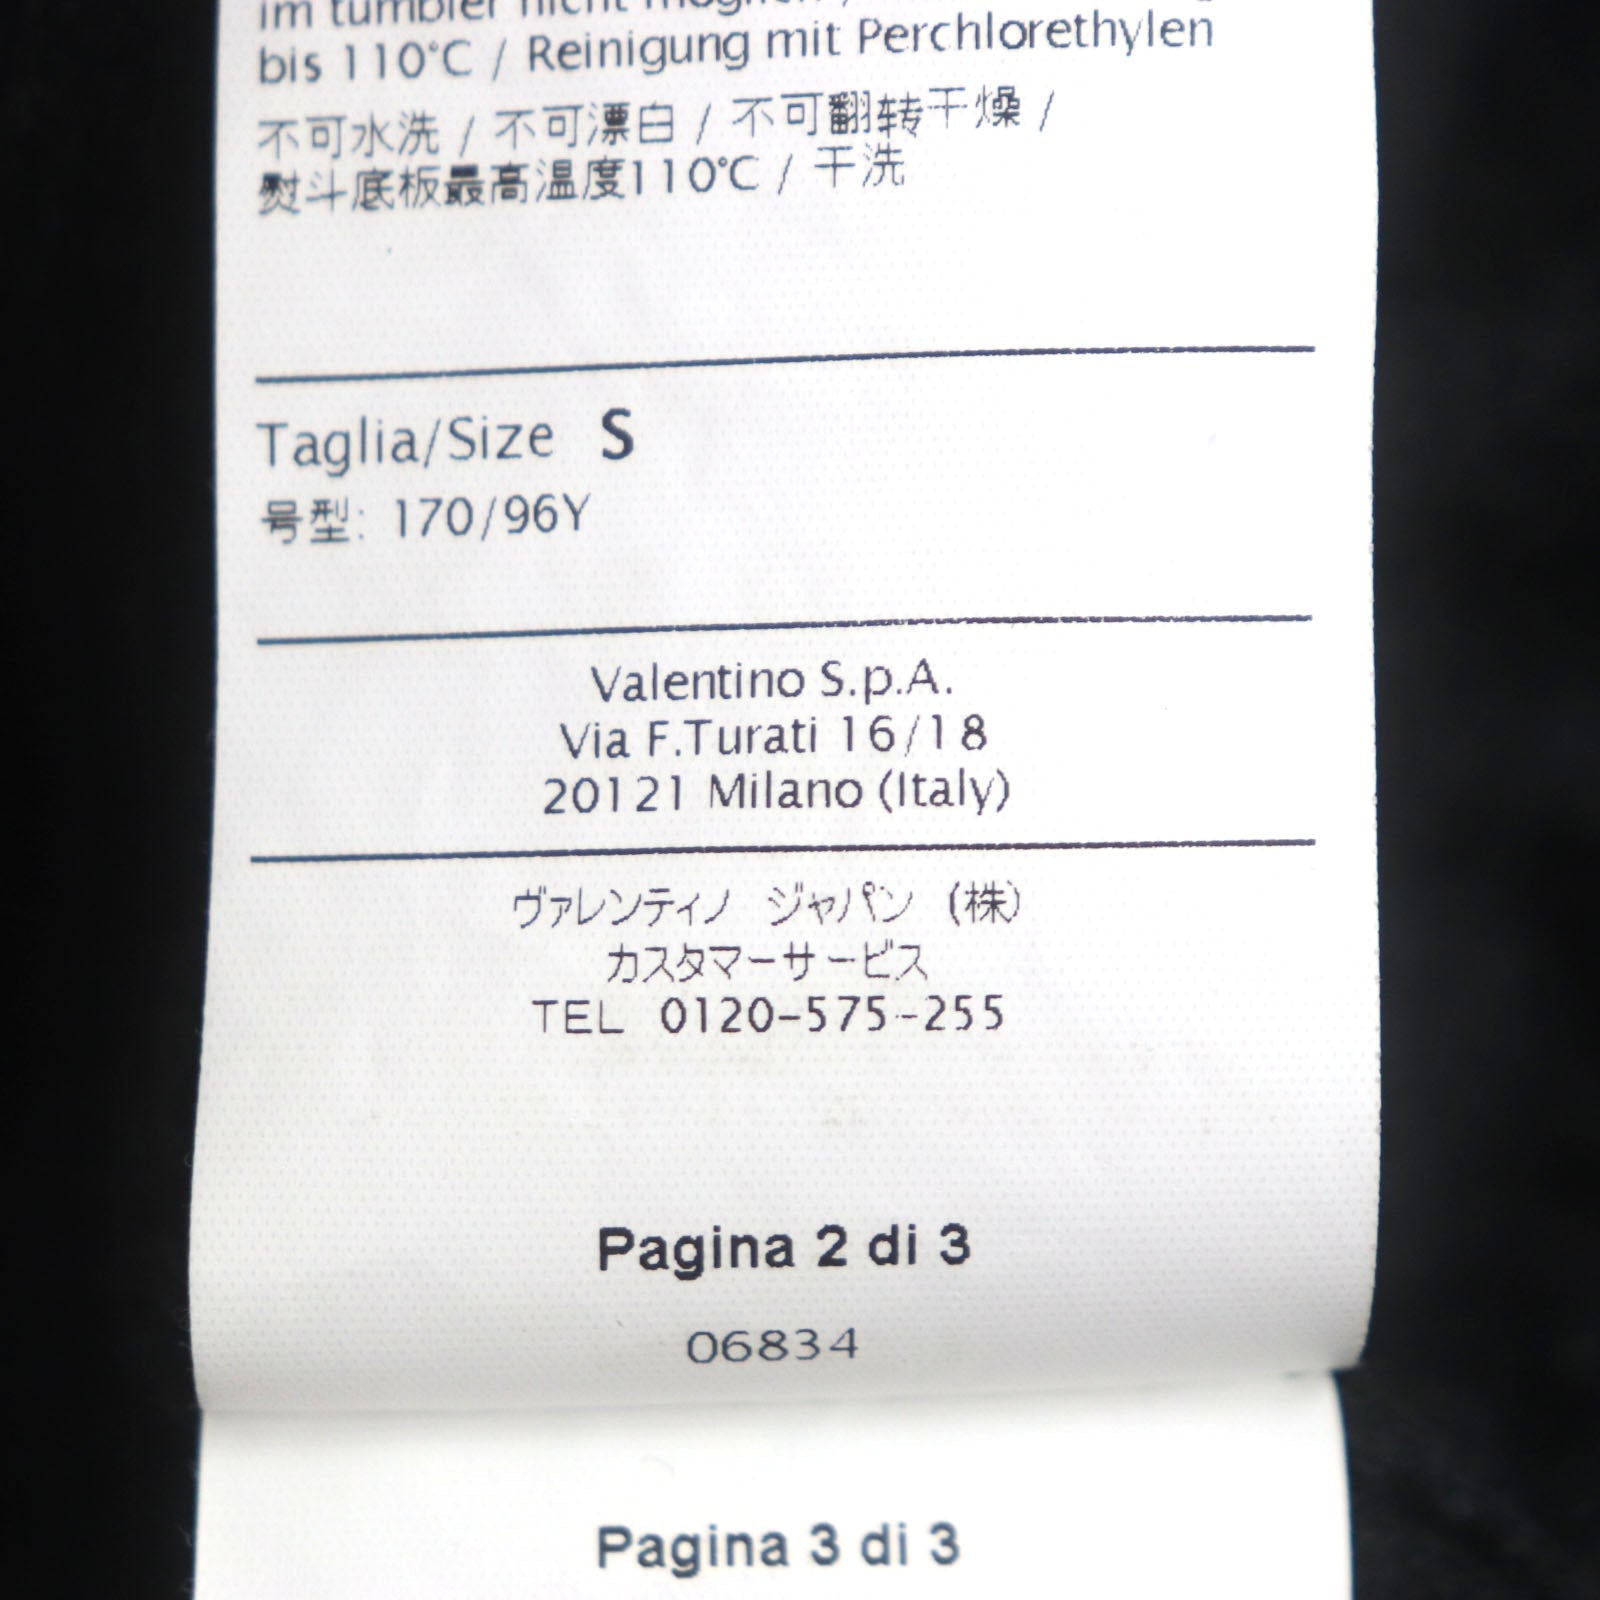 im tumbler nicht
bis 110°C / Reinigung mit Perchlorethylen
不可水洗 / 不可漂白 / 不可翻转干燥 /
熨斗底板最高温度110℃ / 干洗
Taglia/Size S
号型: 170/96Y
Valentino S.p.A.
Via F.Turati 16/18
20121 Milano (Italy)
ヴァレンティノ ジャパン (株)
カスタマーサービス
TEL 0120-575-255
Pagina 2 di 3
06834
Pagina 3 di 3